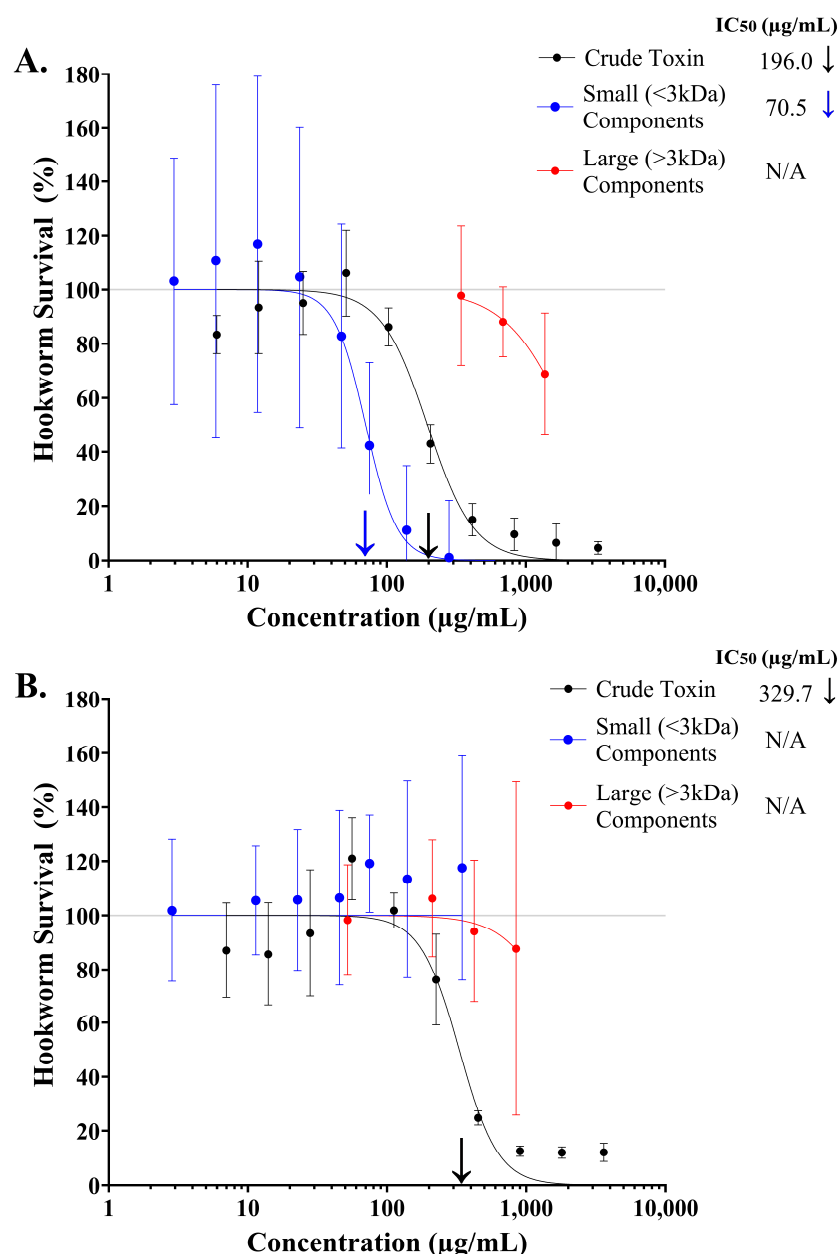 IC50 (µg/mL)
A.
Crude Toxin 196.0 ↓
Small (<3kDa) Components 70.5 ↓
Large (>3kDa) Components N/A
Hookworm Survival (%)
180
160
140
120
100
80
60
40
20
0
1 10 100 1,000 10,000
Concentration (µg/mL)
IC50 (µg/mL)
B.
Crude Toxin 329.7 ↓
Small (<3kDa) Components N/A
Large (>3kDa) Components N/A
Hookworm Survival (%)
180
160
140
120
100
80
60
40
20
0
1 10 100 1,000 10,000
Concentration (µg/mL)